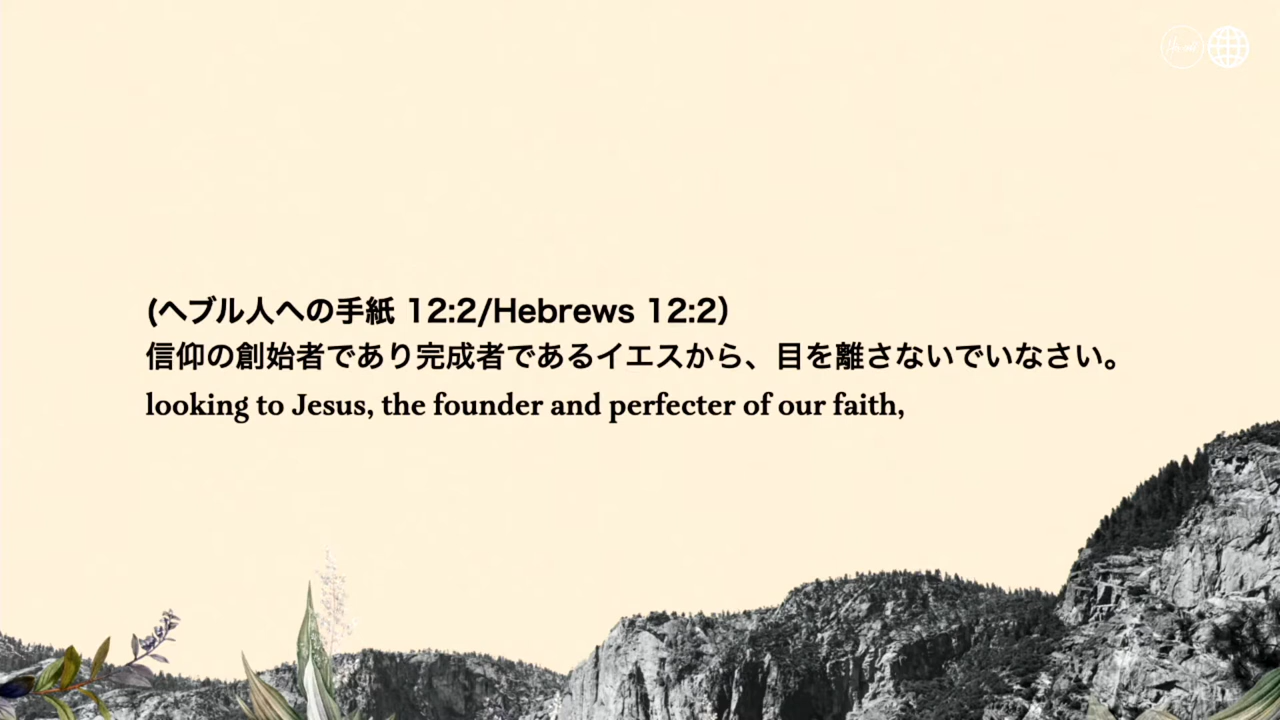 (ヘブル人への手紙 12:2/Hebrews 12:2）
信仰の創始者であり完成者であるイエスから、目を離さないでいなさい。
looking to Jesus, the founder and perfecter of our faith,